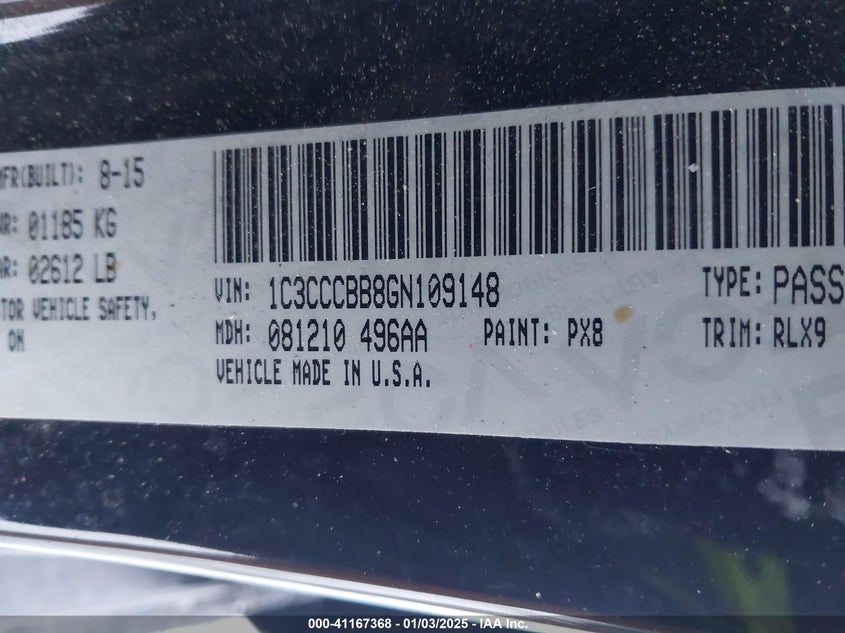 MFR(BUILT): 8-15
01185 KG
02612 LB
TOR VEHICLE SAFETY,
ON
VIN: 1C3CCCBB8GN109148 TYPE: PASS
MDH: 081210 496AA PAINT: PX8 TRIM: RLX9
VEHICLE MADE IN U.S.A.
000-41167368 - 01/03/2025 - IAA Inc.